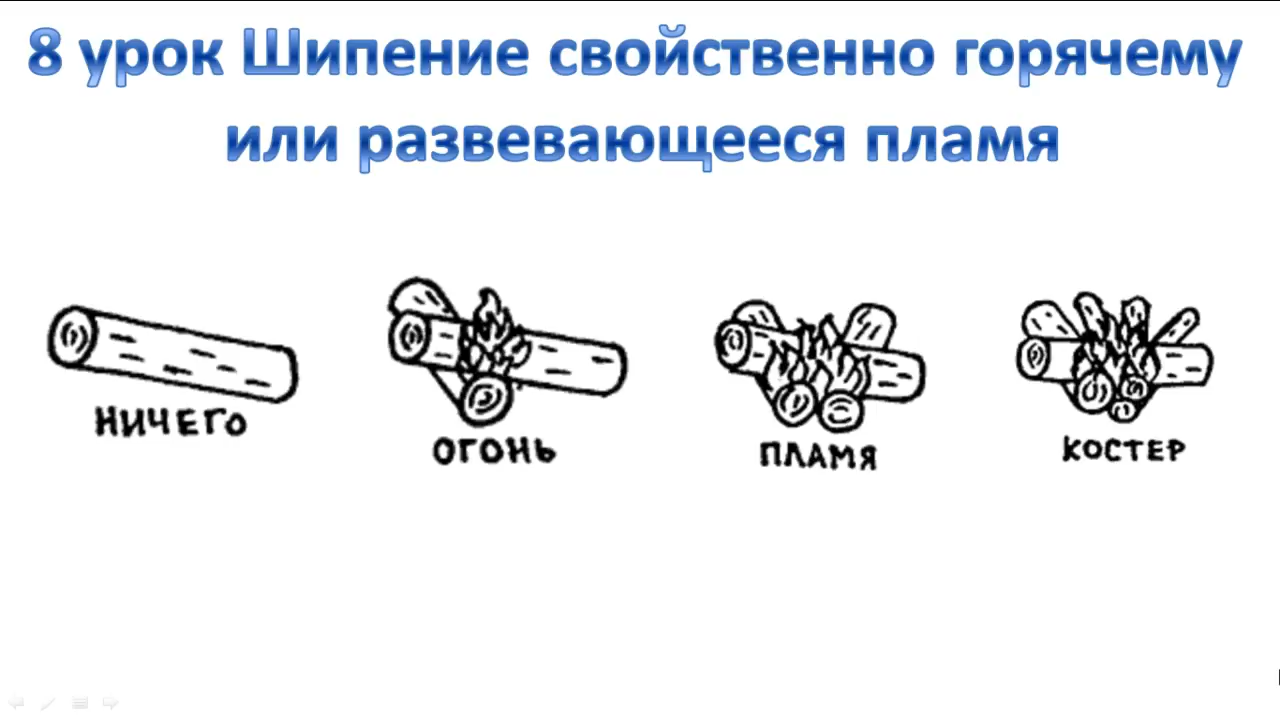 8 урок Шипение свойственно горячему
или развевающееся пламя
НИЧЕГО
ОГОНЬ
ПЛАМЯ
КОСТЕР